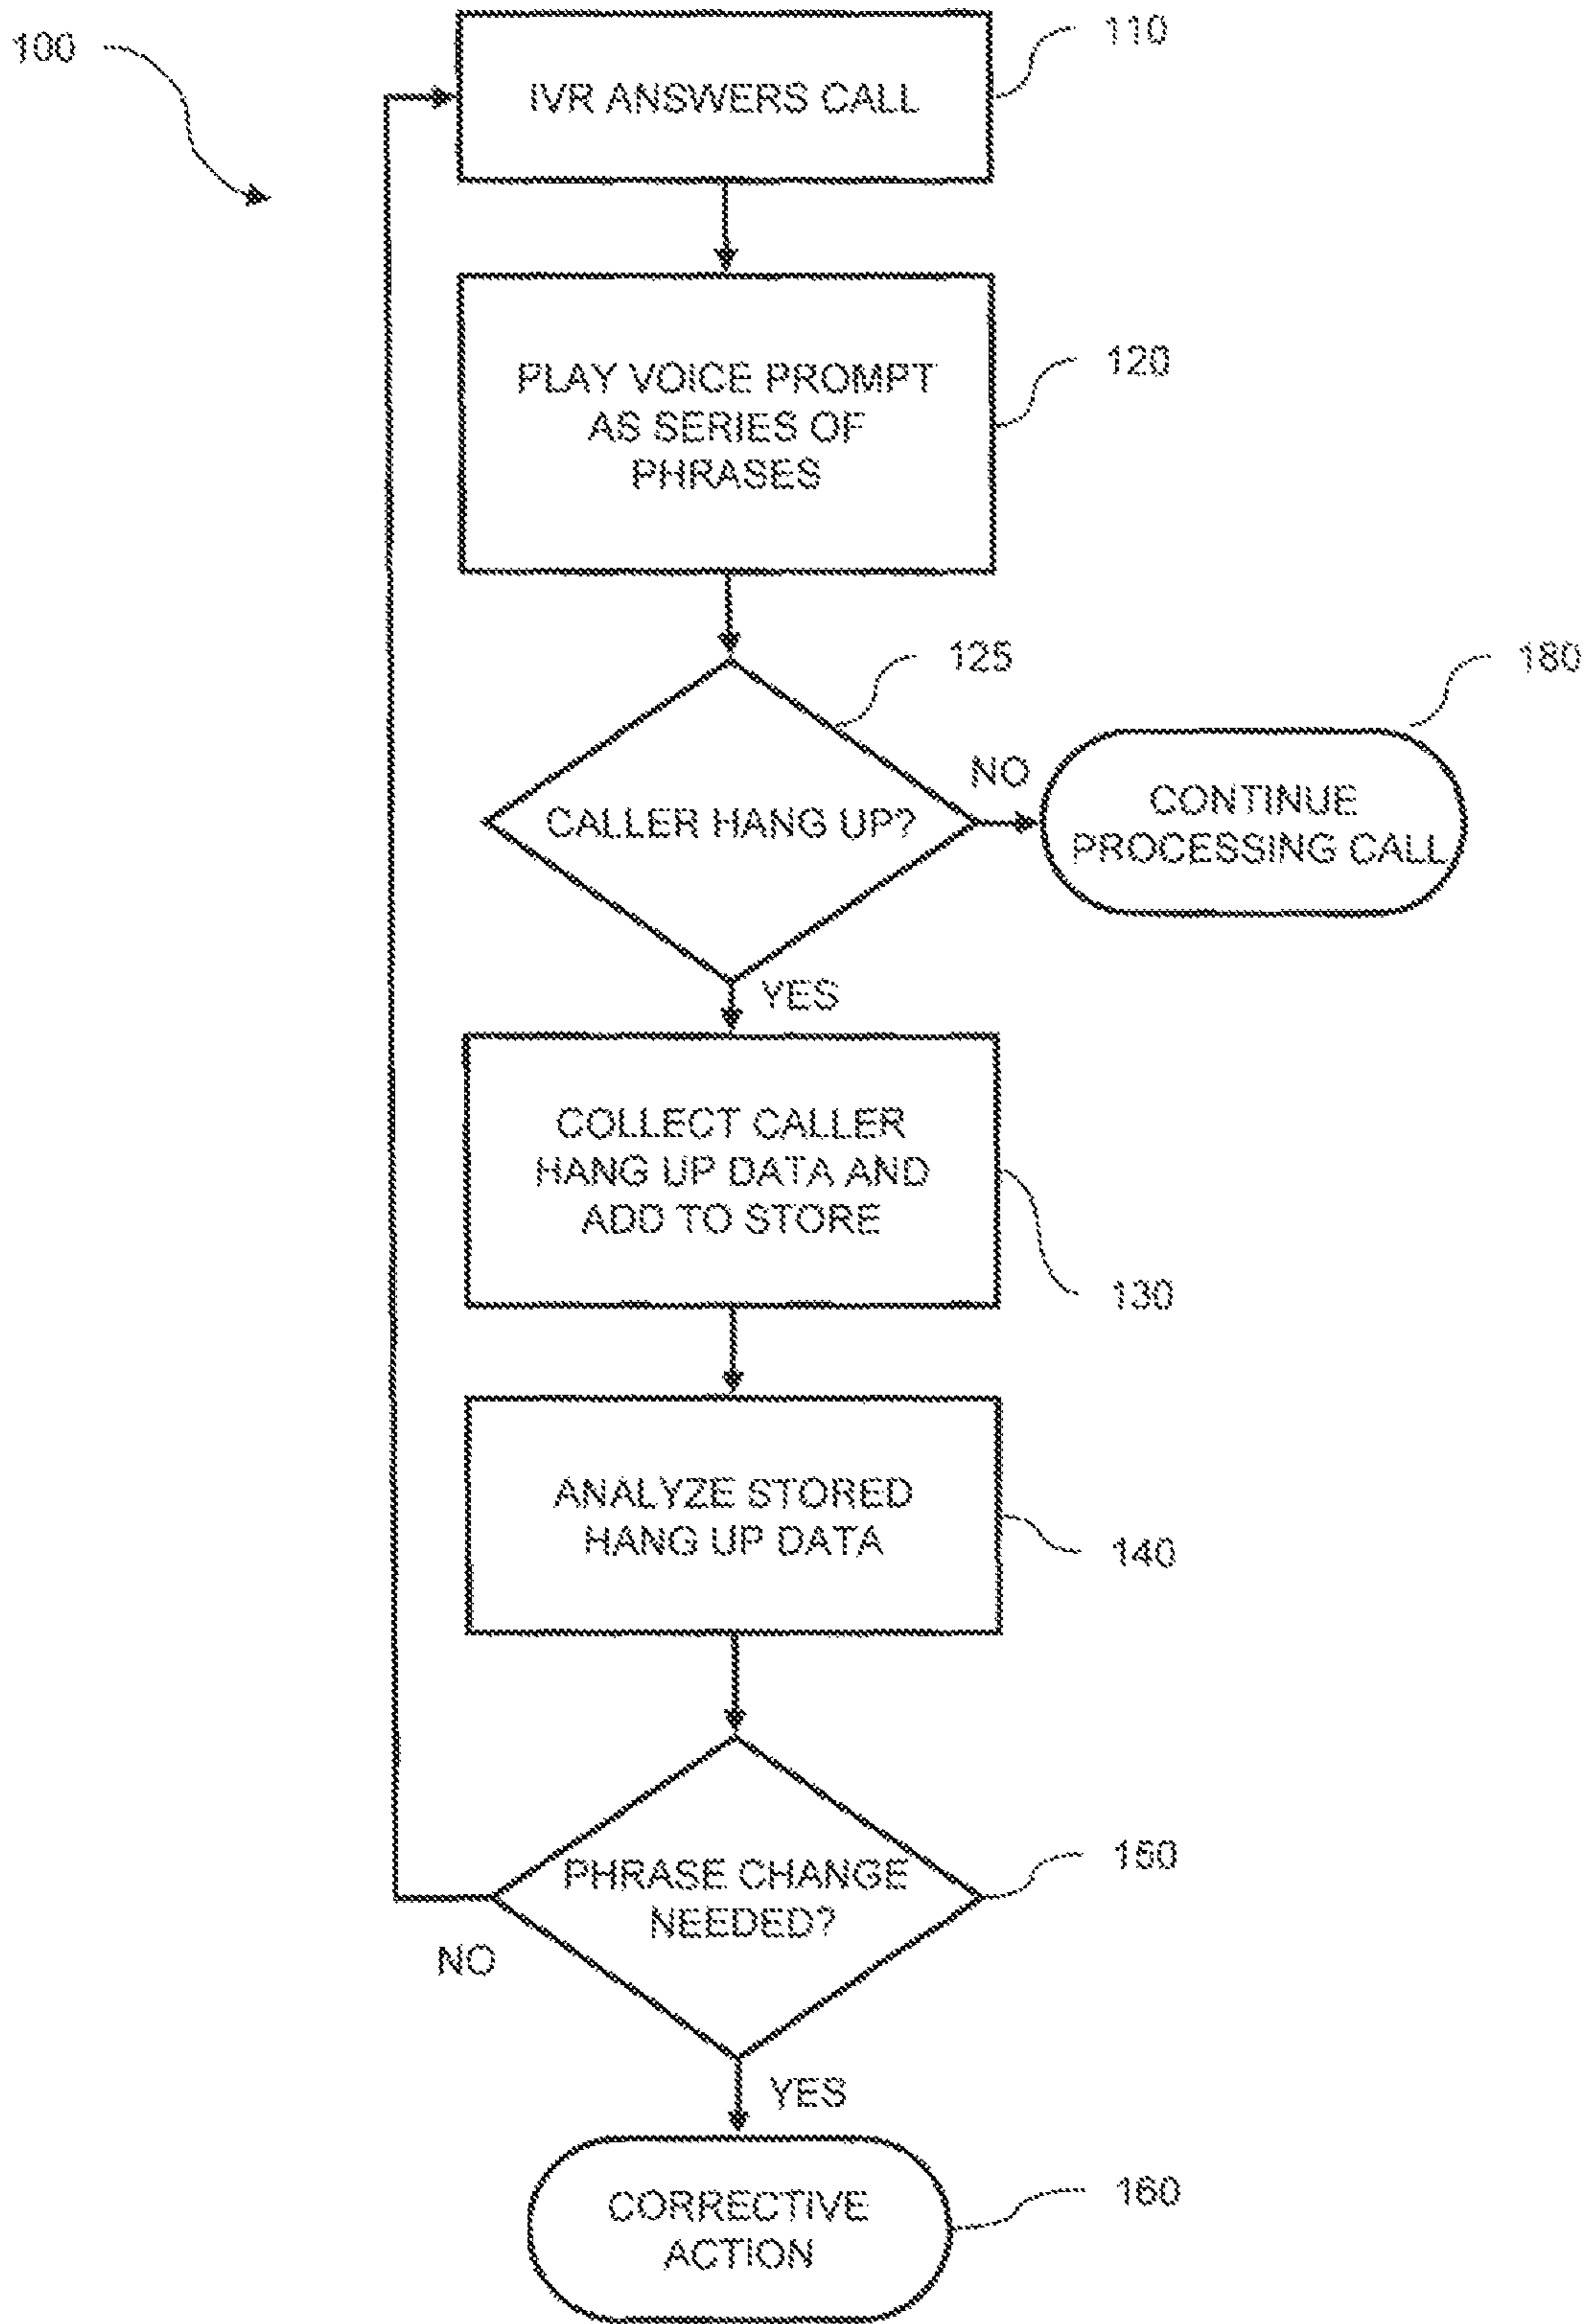 100
110
IVR ANSWERS CALL
120
PLAY VOICE PROMPT
AS SERIES OF
PHRASES
125
180
NO
CONTINUE
PROCESSING CALL
CALLER HANG UP?
YES
COLLECT CALLER
HANG UP DATA AND
ADD TO STORE
130
ANALYZE STORED
HANG UP DATA
140
150
PHRASE CHANGE
NEEDED?
NO
YES
160
CORRECTIVE
ACTION